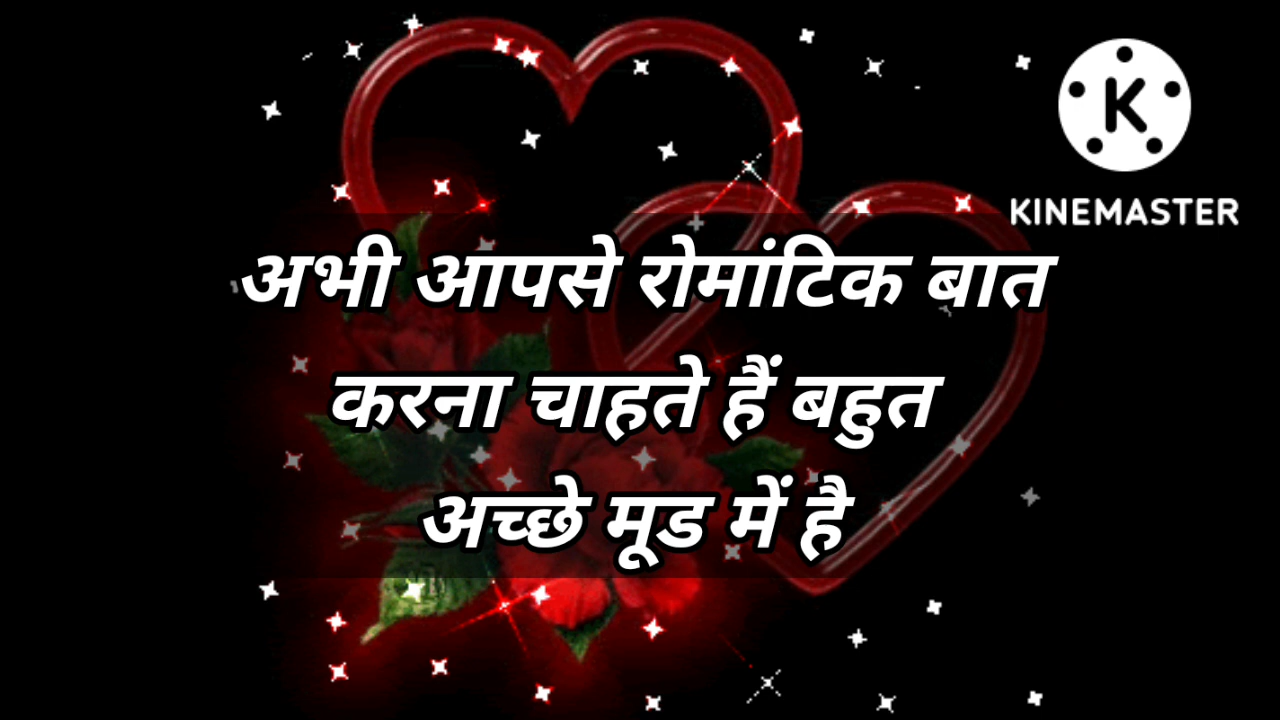 KINEMASTER
अभी आपसे रोमांटिक बात
करना चाहते हैं बहुत
अच्छे मूड में है